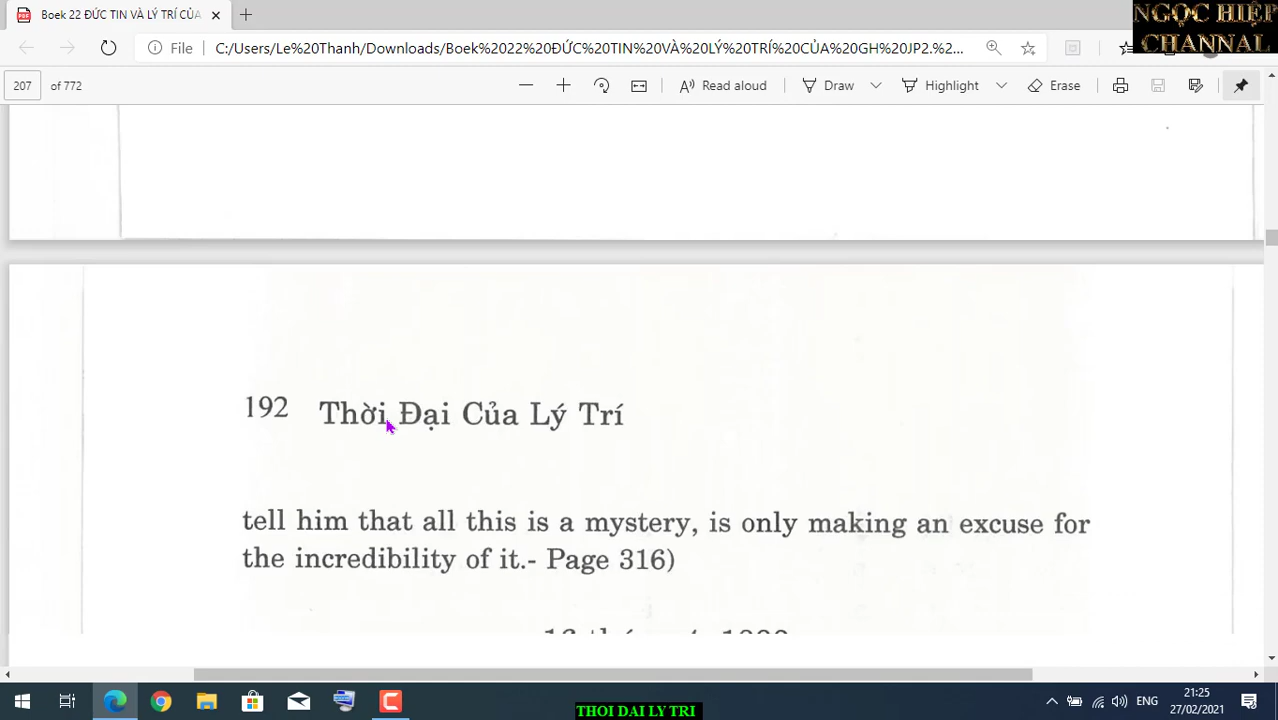 Boek 22 ĐỨC TIN VÀ LÝ TRÍ CỦA
NGỌC HIỆP
CHANNAL
File C:/Users/Le%20Thanh/Downloads/Boek%2022%20ĐỨC%20TIN%20VÀ%20LÝ%20TRÍ%20CỦA%20GH%20JP2.%2...
207 of 772 Read aloud Draw Highlight Erase
192 Thời Đại Của Lý Trí
tell him that all this is a mystery, is only making an excuse for
the incredibility of it.- Page 316)
ENG 21:25
27/02/2021
THOI DAI LY TRI